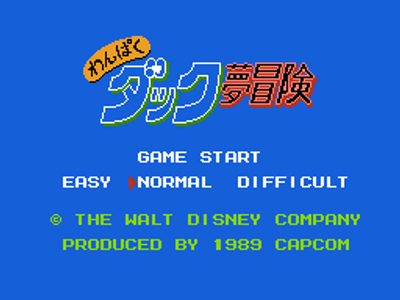 わんぱく
ダック夢冒険
GAME START
EASY NORMAL DIFFICULT
© THE WALT DISNEY COMPANY
PRODUCED BY 1989 CAPCOM